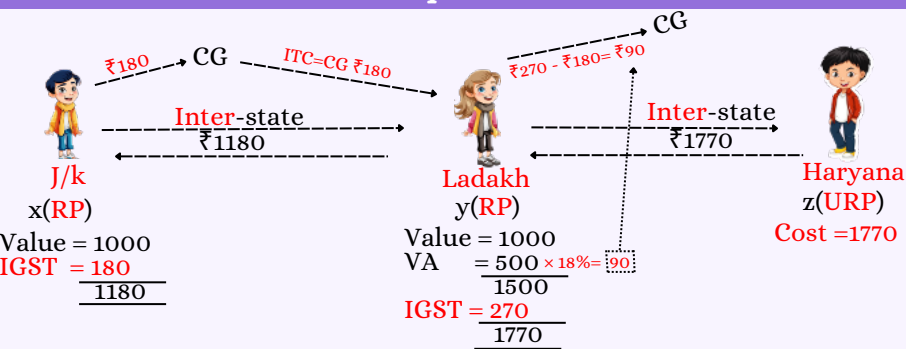 CG
₹180
CG
ITC=CG ₹180
₹270 - ₹180= ₹90
Inter-state
₹1180
Inter-state
₹1770
J/k
x(RP)
Value = 1000
IGST = 180
1180
Ladakh
y(RP)
Value = 1000
VA = 500 × 18%= 90
1500
IGST = 270
1770
Haryana
z(URP)
Cost =1770